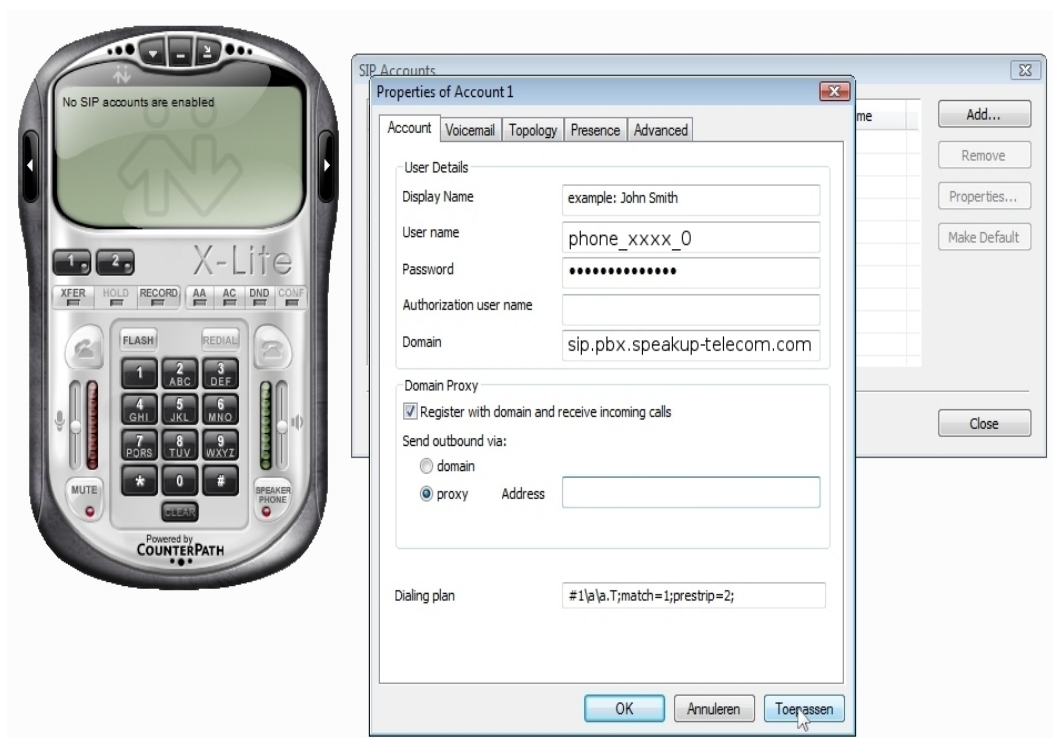 No SIP accounts are enabled
X-Lite
1
2
XFER HOLD RECORD AA AC DND CONF
FLASH REDIAL
1 2 ABC 3 DEF
4 GHI 5 JKL 6 MNO
7 PQRS 8 TUV 9 WXYZ
* 0 #
CLEAR
MUTE
SPEAKER PHONE
Powered by
COUNTERPATH
SIP Accounts
me
Add...
Remove
Properties...
Make Default
Close
Properties of Account 1
Account Voicemail Topology Presence Advanced
User Details
Display Name example: John Smith
User name phone_xxxx_0
Password ••••••••••••••
Authorization user name
Domain sip.pbx.speakup-telecom.com
Domain Proxy
Register with domain and receive incoming calls
Send outbound via:
domain
proxy Address
Dialing plan #1\a\a.T;match=1;prestrip=2;
OK Annuleren Toepassen